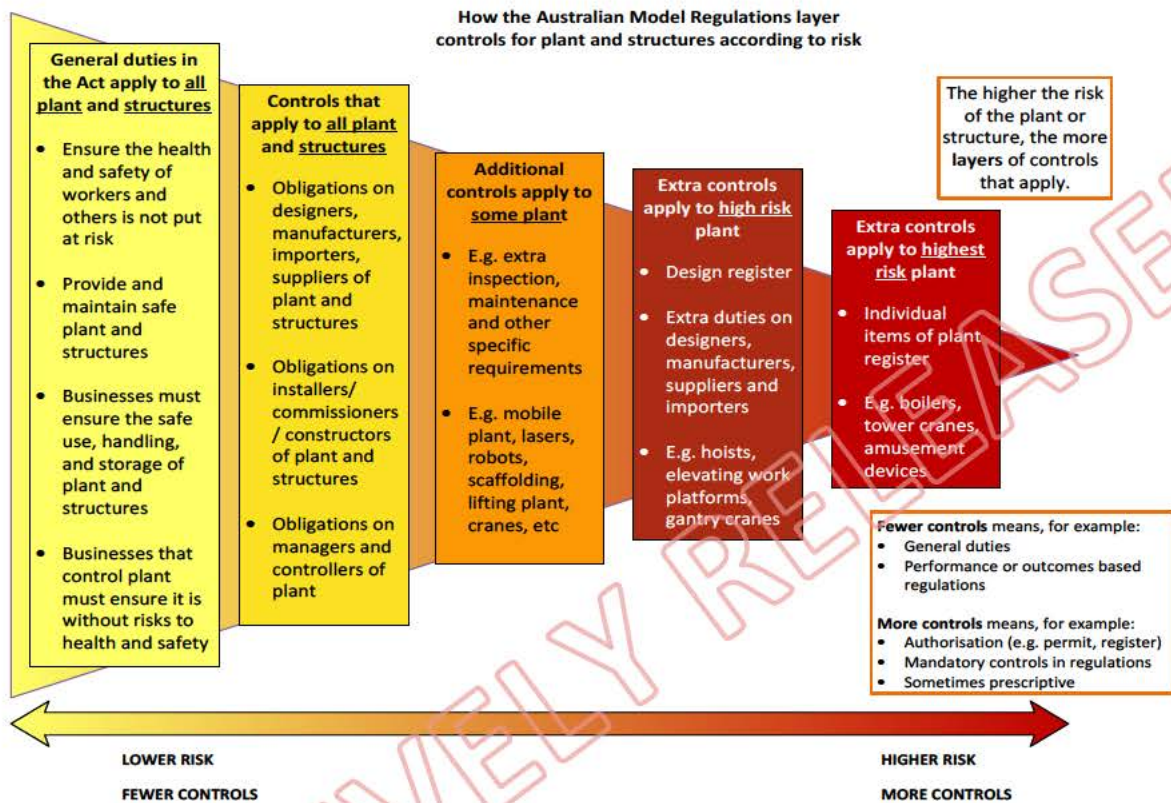 How the Australian Model Regulations layer
controls for plant and structures according to risk
General duties in
the Act apply to all
plant and structures
• Ensure the health
and safety of
workers and
others is not put
at risk
• Provide and
maintain safe
plant and
structures
• Businesses must
ensure the safe
use, handling,
and storage of
plant and
structures
• Businesses that
control plant
must ensure it is
without risks to
health and safety
Controls that
apply to all plant
and structures
• Obligations on
designers,
manufacturers,
importers,
suppliers of
plant and
structures
• Obligations on
installers/
commissioners
/ constructors
of plant and
structures
• Obligations on
managers and
controllers of
plant
Additional
controls apply to
some plant
• E.g. extra
inspection,
maintenance
and other
specific
requirements
• E.g. mobile
plant, lasers,
robots,
scaffolding,
lifting plant,
cranes, etc
Extra controls
apply to high risk
plant
• Design register
• Extra duties on
designers,
manufacturers,
suppliers and
importers
• E.g. hoists,
elevating work
platforms,
gantry cranes
Extra controls
apply to highest
risk plant
• Individual
items of plant
register
• E.g. boilers,
tower cranes,
amusement
devices
The higher the risk
of the plant or
structure, the more
layers of controls
that apply.
Fewer controls means, for example:
• General duties
• Performance or outcomes based
regulations
More controls means, for example:
• Authorisation (e.g. permit, register)
• Mandatory controls in regulations
• Sometimes prescriptive
LOWER RISK
FEWER CONTROLS
HIGHER RISK
MORE CONTROLS
VELY RELEASE